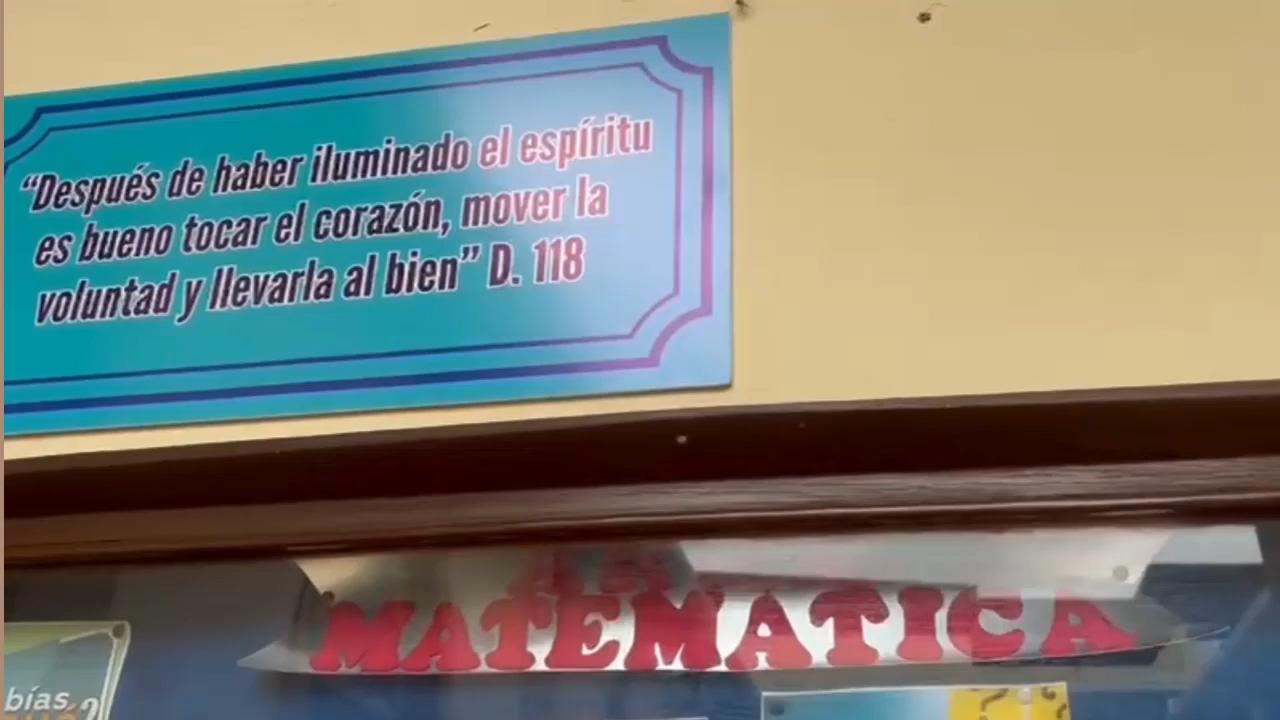 “Después de haber iluminado el espíritu
es bueno tocar el corazón, mover la
voluntad y llevarla al bien” D. 118
MATEMATICA
bías